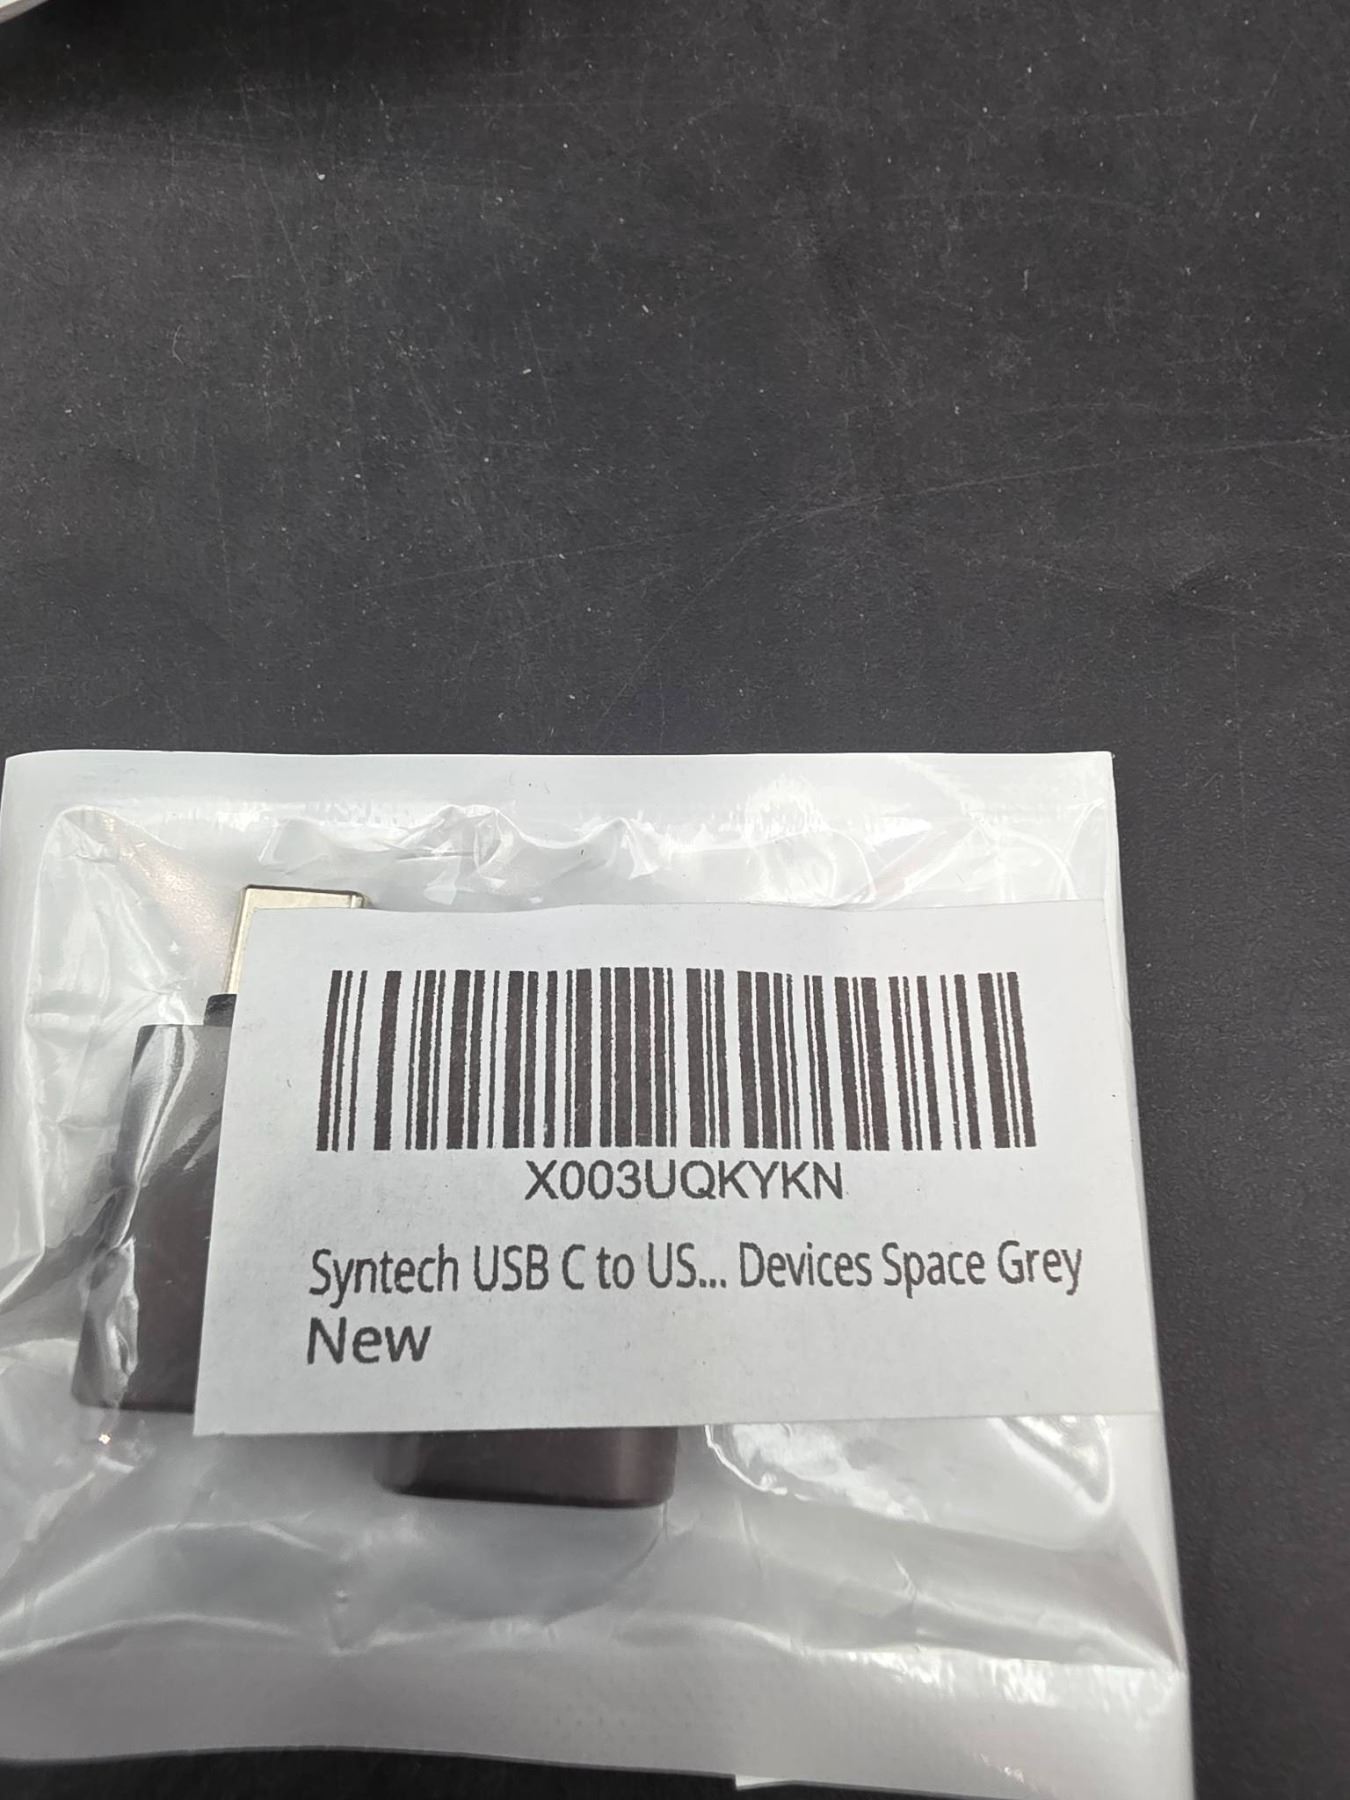 X003UQKYKN
Syntech USB C to US... Devices Space Grey
New